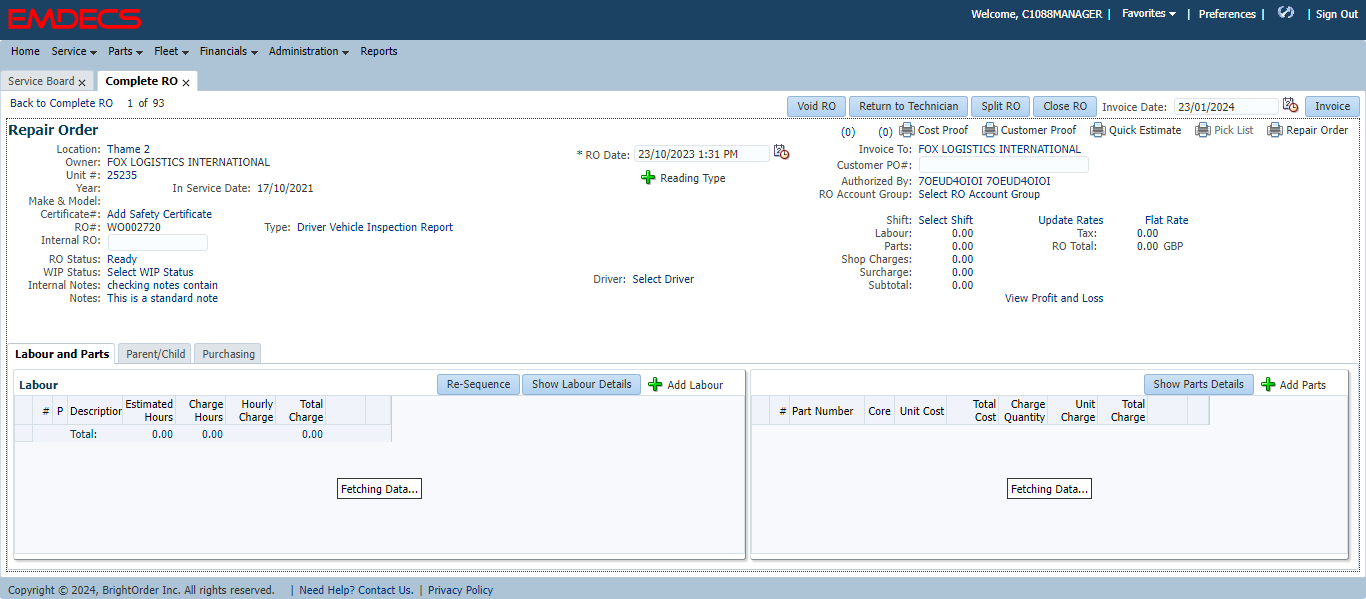 EMDECS
Welcome, C1088MANAGER | Favorites | Preferences | | Sign Out
Home Service Parts Fleet Financials Administration Reports
Service Board x Complete RO x
Back to Complete RO 1 of 93
Void RO Return to Technician Split RO Close RO Invoice Date: 23/01/2024 Invoice
Repair Order
(0) (0) Cost Proof Customer Proof Quick Estimate Pick List Repair Order
Location: Thame 2
Owner: FOX LOGISTICS INTERNATIONAL
Unit #: 25235
Year: In Service Date: 17/10/2021
Make & Model:
Certificate#: Add Safety Certificate
RO#: WO002720 Type: Driver Vehicle Inspection Report
Internal RO:
RO Status: Ready
WIP Status: Select WIP Status
Internal Notes: checking notes contain
Notes: This is a standard note
* RO Date: 23/10/2023 1:31 PM
Reading Type
Driver: Select Driver
Invoice To: FOX LOGISTICS INTERNATIONAL
Customer PO#:
Authorized By: 7OEUD4OIOI 7OEUD4OIOI
RO Account Group: Select RO Account Group
Shift: Select Shift Update Rates Flat Rate
Labour: 0.00 Tax: 0.00
Parts: 0.00 RO Total: 0.00 GBP
Shop Charges: 0.00
Surcharge: 0.00
Subtotal: 0.00
View Profit and Loss
Labour and Parts Parent/Child Purchasing
Labour Re-Sequence Show Labour Details Add Labour
# P Description Estimated Hours Charge Hours Hourly Charge Total Charge
Total: 0.00 0.00 0.00
Fetching Data...
Show Parts Details Add Parts
# Part Number Core Unit Cost Total Cost Charge Quantity Unit Charge Total Charge
Fetching Data...
Copyright © 2024, BrightOrder Inc. All rights reserved. | Need Help? Contact Us. | Privacy Policy